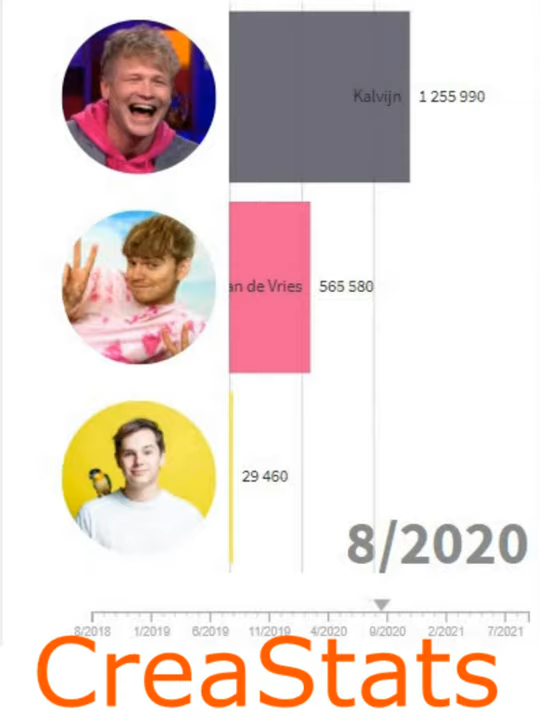 Kalvijn 1 255 990
an de Vries 565 580
29 460
8/2020
8/2018 1/2019 6/2019 11/2019 4/2020 9/2020 2/2021 7/2021
CreaStats